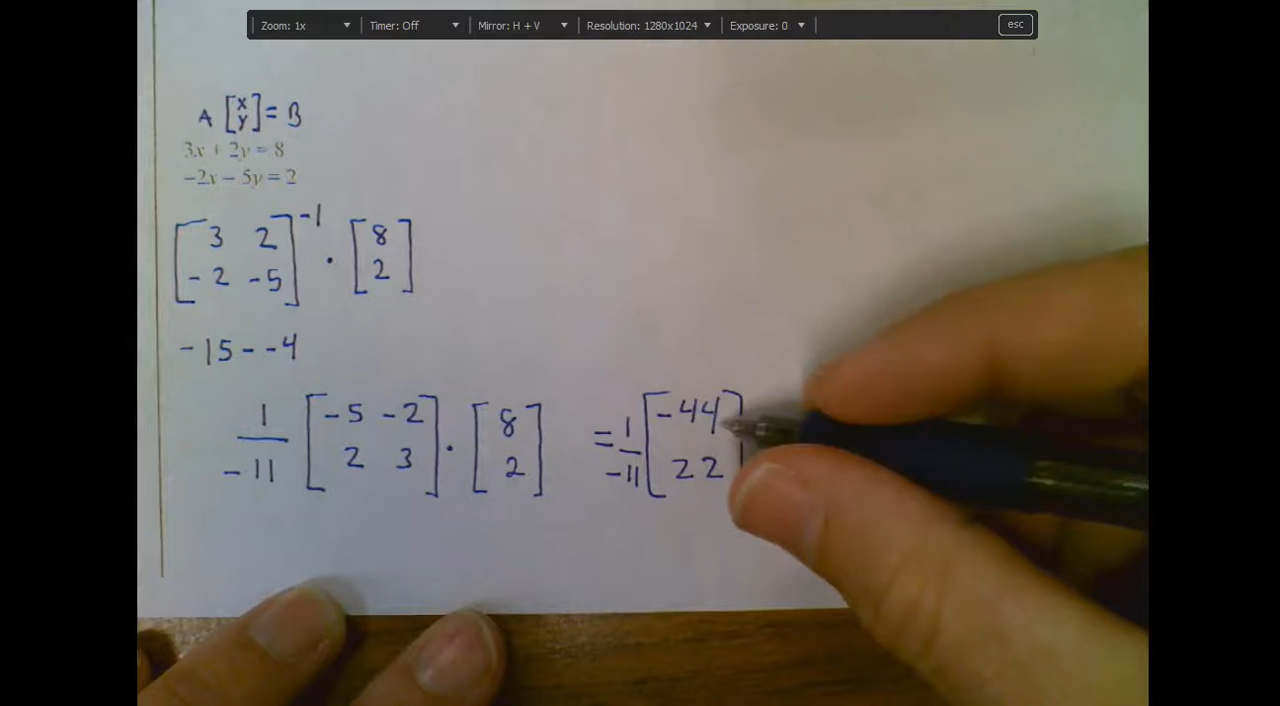 Zoom: 1x Timer: Off Mirror: H + V Resolution: 1280x1024 Exposure: 0 esc
A [x y] = B
3x + 2y = 8
-2x - 5y = 2
[3 2 -2 -5]^-1 · [8 2]
-15 - -4
1/-11 [-5 -2 2 3] · [8 2] = 1/-11 [-44 22]